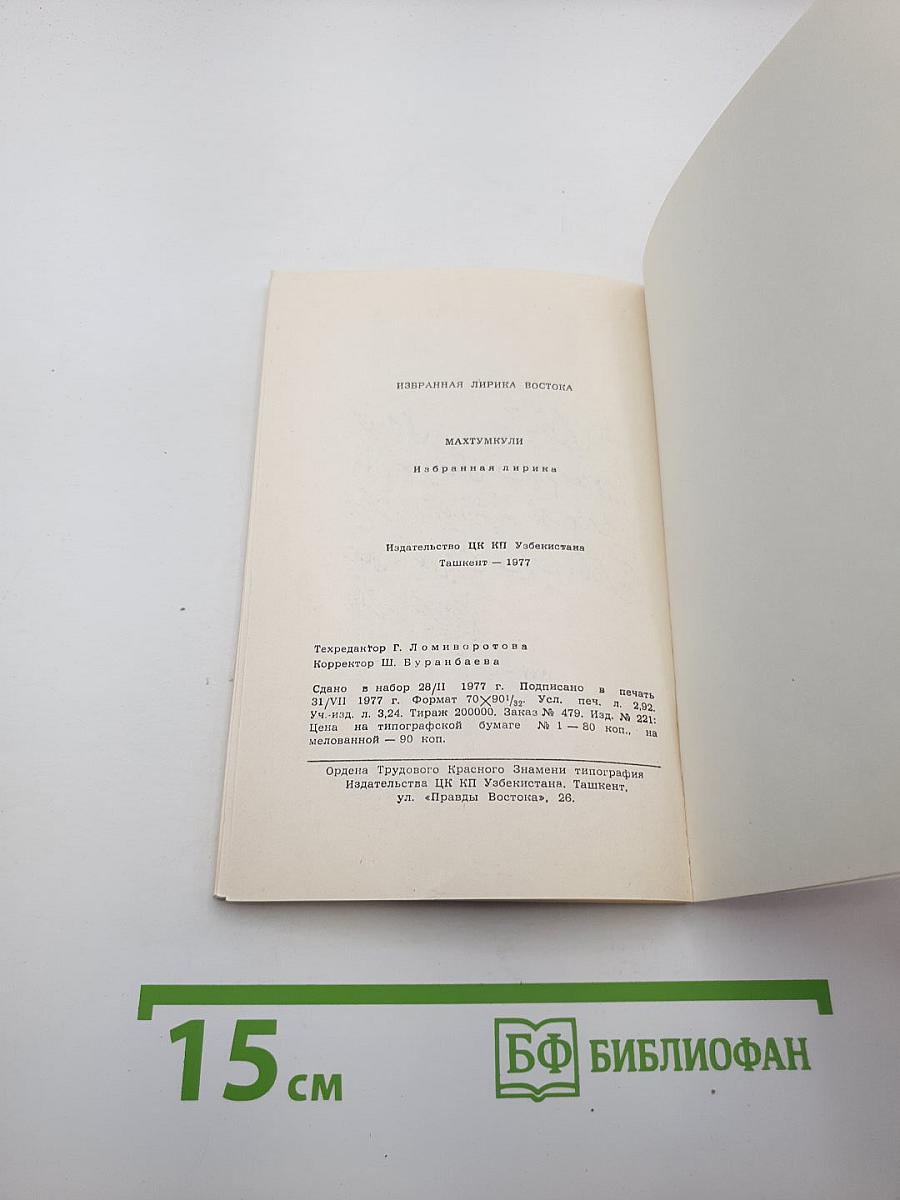 ИЗБРАННАЯ ЛИРИКА ВОСТОКА
МАХТУМКУЛИ
Избранная лирика
Издательство ЦК КП Узбекистана
Ташкент — 1977
Техредактор Г. Ломиворотова
Корректор Ш. Буранбаева
Сдано в набор 28/II 1977 г. Подписано в печать
31/VII 1977 г. Формат 70×90 1/32. Усл. печ. л. 2,92.
Уч.-изд. л. 3,24. Тираж 200000. Заказ № 479. Изд. № 221:
Цена на типографской бумаге № 1 — 80 коп., на
мелованной — 90 коп.
Ордена Трудового Красного Знамени типография
Издательства ЦК КП Узбекистана. Ташкент,
ул. «Правды Востока», 26.
15 см
БФ БИБЛИОФАН